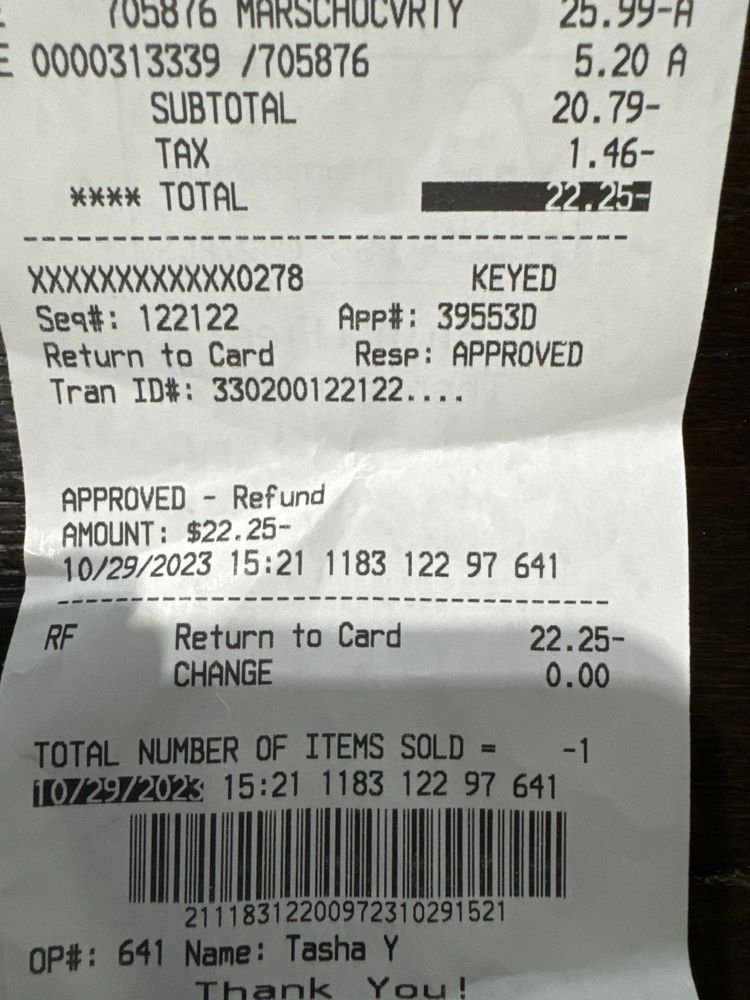 705876 MARSCHOCVRTY 25.99-A
E 0000313339 /705876 5.20 A
SUBTOTAL 20.79-
TAX 1.46-
**** TOTAL 22.25-
XXXXXXXXXXXX0278 KEYED
Seq#: 122122 App#: 39553D
Return to Card Resp: APPROVED
Tran ID#: 330200122122....
APPROVED - Refund
AMOUNT: $22.25-
10/29/2023 15:21 1183 122 97 641
RF Return to Card 22.25-
CHANGE 0.00
TOTAL NUMBER OF ITEMS SOLD = -1
10/29/2023 15:21 1183 122 97 641
21118312200972310291521
OP#: 641 Name: Tasha Y
Thank You!